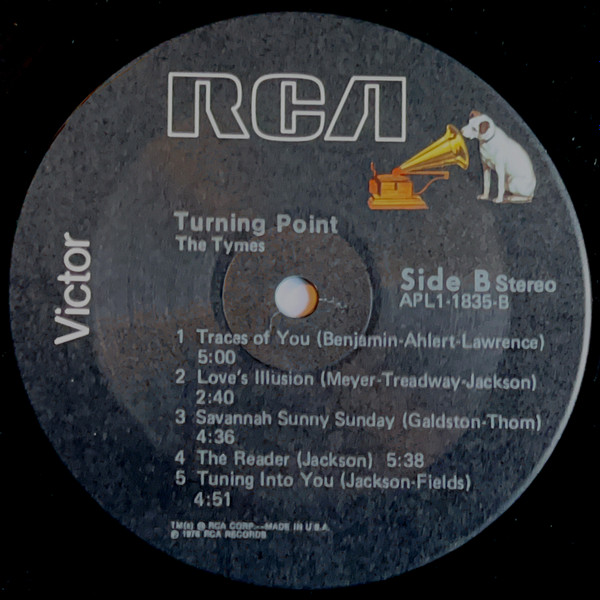 RCA
Victor
Turning Point
The Tymes
Side B Stereo
APL1-1835-B
1 Traces of You (Benjamin-Ahlert-Lawrence)
5:00
2 Love's Illusion (Meyer-Treadway-Jackson)
2:40
3 Savannah Sunny Sunday (Galdston-Thom)
4:36
4 The Reader (Jackson) 5:38
5 Tuning Into You (Jackson-Fields)
4:51
TM(s) ® RCA CORP.—MADE IN U.S.A.
℗ 1976 RCA RECORDS